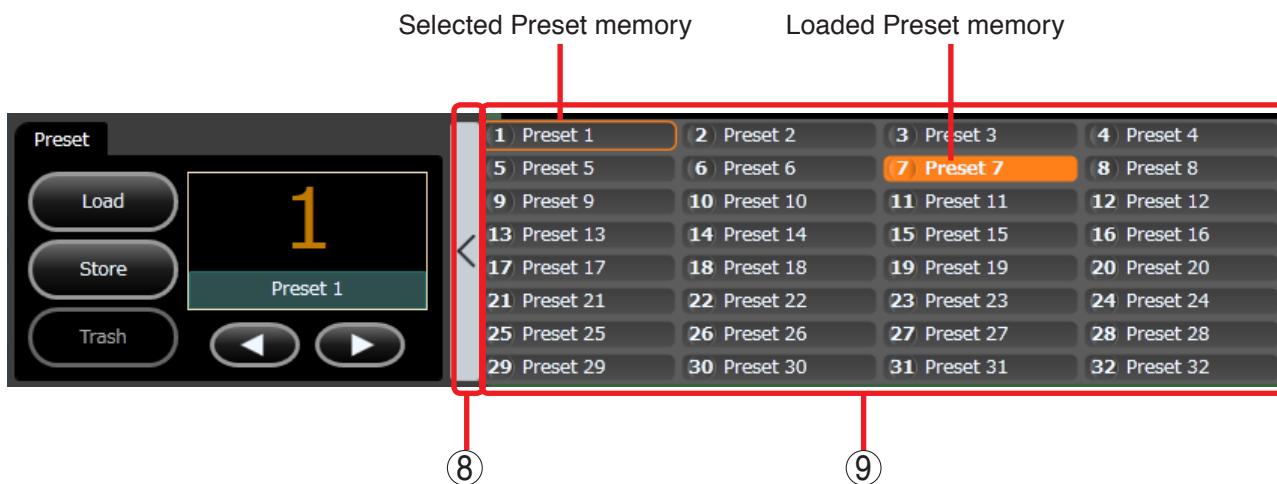 Selected Preset memory Loaded Preset memory
Preset
Load
Store
Trash
1
Preset 1
<
1 Preset 1 2 Preset 2 3 Preset 3 4 Preset 4
5 Preset 5 6 Preset 6 7 Preset 7 8 Preset 8
9 Preset 9 10 Preset 10 11 Preset 11 12 Preset 12
13 Preset 13 14 Preset 14 15 Preset 15 16 Preset 16
17 Preset 17 18 Preset 18 19 Preset 19 20 Preset 20
21 Preset 21 22 Preset 22 23 Preset 23 24 Preset 24
25 Preset 25 26 Preset 26 27 Preset 27 28 Preset 28
29 Preset 29 30 Preset 30 31 Preset 31 32 Preset 32
⑧ ⑨